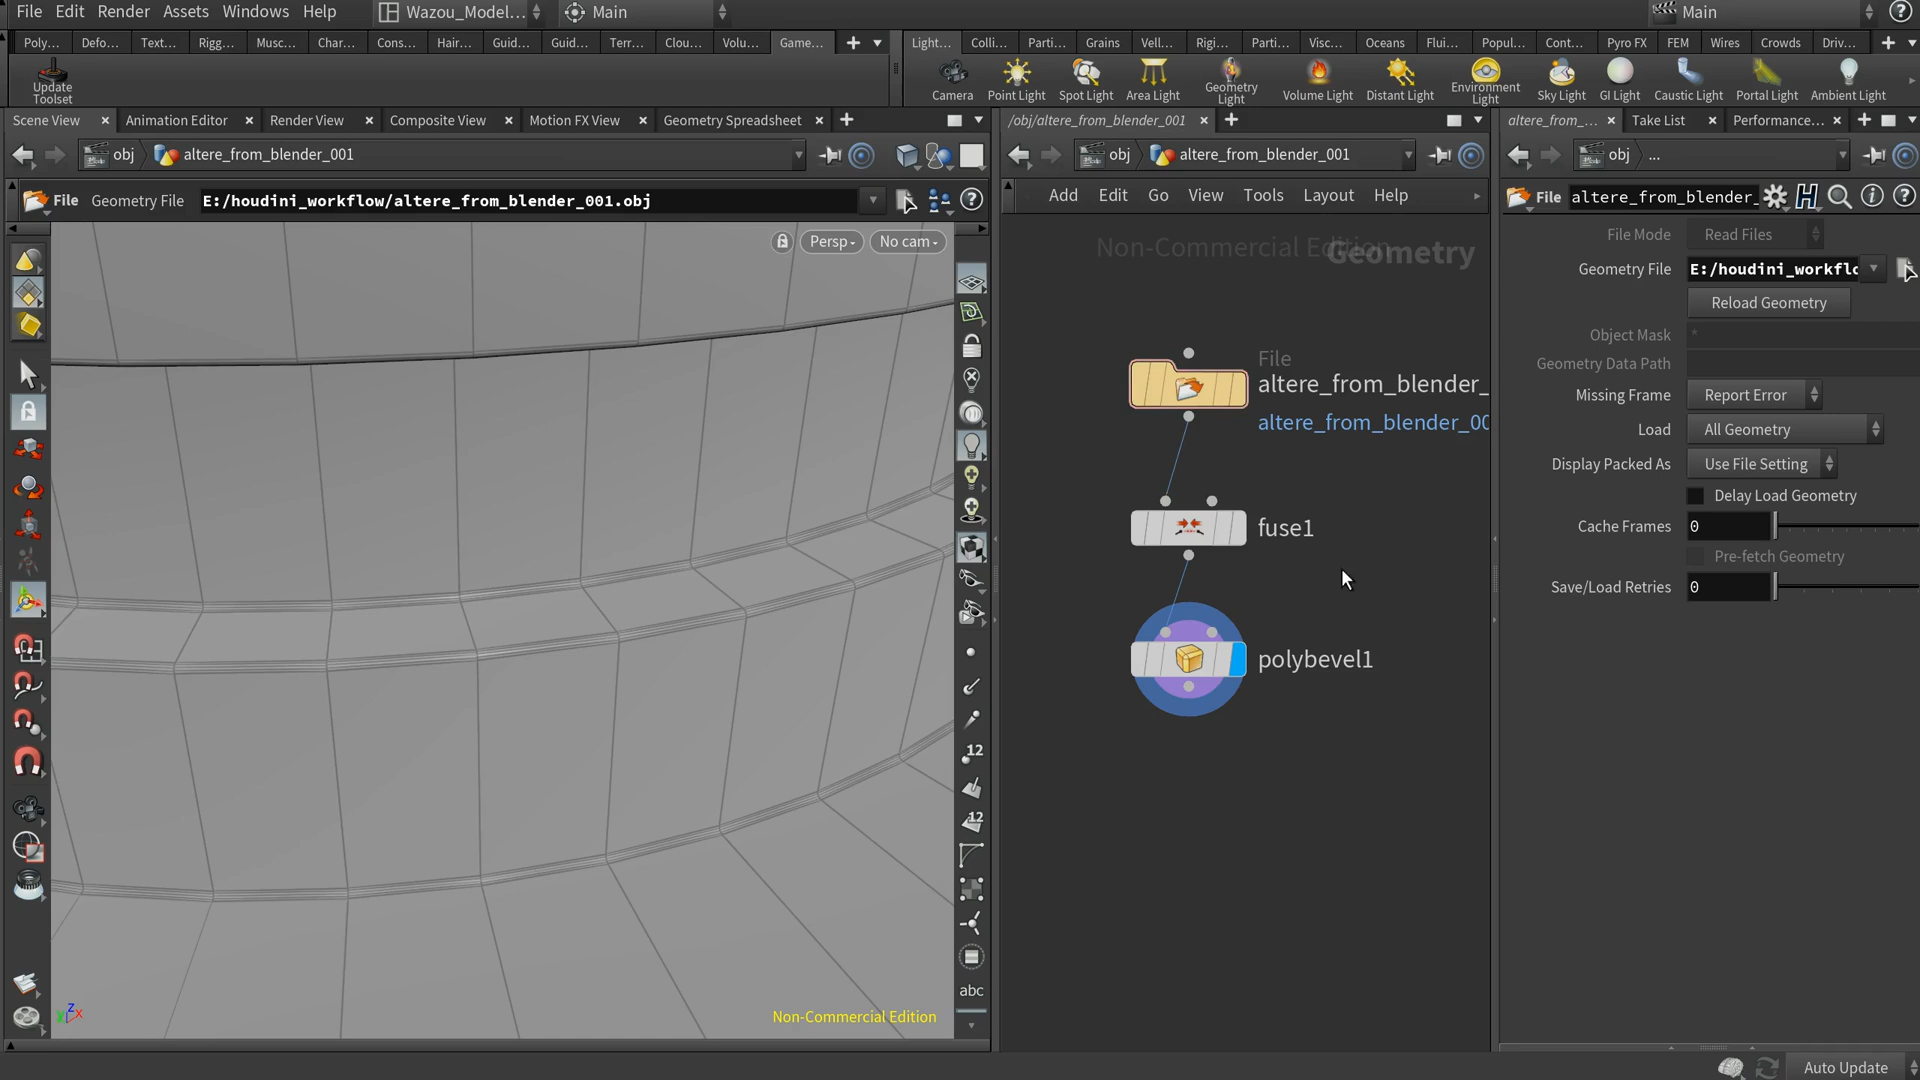 File Edit Render Assets Windows Help Wazou_Model... Main Main
Poly... Defo... Text... Rigg... Musc... Char... Cons... Hair... Guid... Guid... Terr... Clou... Volu... Game...
Light... Colli... Parti... Grains Vell... Rigi... Parti... Visc... Oceans Flui... Popul... Cont... Pyro FX FEM Wires Crowds Driv...
Update
Toolset
Camera Point Light Spot Light Area Light Geometry
Light Volume Light Distant Light Environment
Light Sky Light GI Light Caustic Light Portal Light Ambient Light
Scene View Animation Editor Render View Composite View Motion FX View Geometry Spreadsheet
/obj/altere_from_blender_001
altere_from_... Take List Performance...
obj altere_from_blender_001
obj altere_from_blender_001
obj ...
File Geometry File E:/houdini_workflow/altere_from_blender_001.obj
Add Edit Go View Tools Layout Help
File altere_from_blender_
Persp No cam
Non-Commercial Edition
Geometry
File
altere_from_blender_
altere_from_blender_00
fuse1
polybevel1
File Mode Read Files
Geometry File E:/houdini_workflo
Reload Geometry
Object Mask *
Geometry Data Path
Missing Frame Report Error
Load All Geometry
Display Packed As Use File Setting
Delay Load Geometry
Cache Frames 0
Pre-fetch Geometry
Save/Load Retries 0
12
12
abc
z x y
Non-Commercial Edition
Auto Update